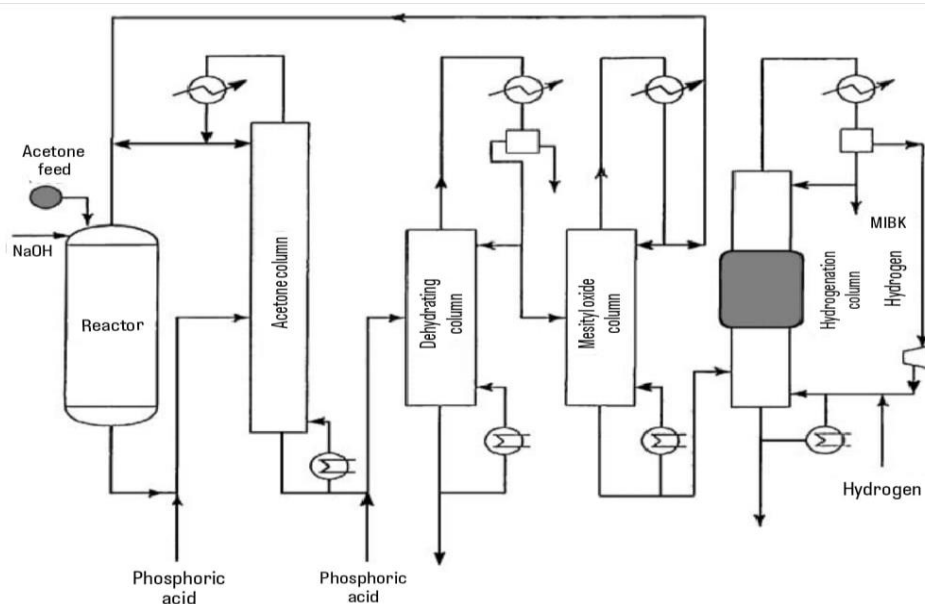 Acetone
feed
NaOH
Reactor
Acetone column
Dehydrating
column
Mesityl oxide
column
Hydrogenation
column
MIBK
Hydrogen
Hydrogen
Phosphoric
acid
Phosphoric
acid